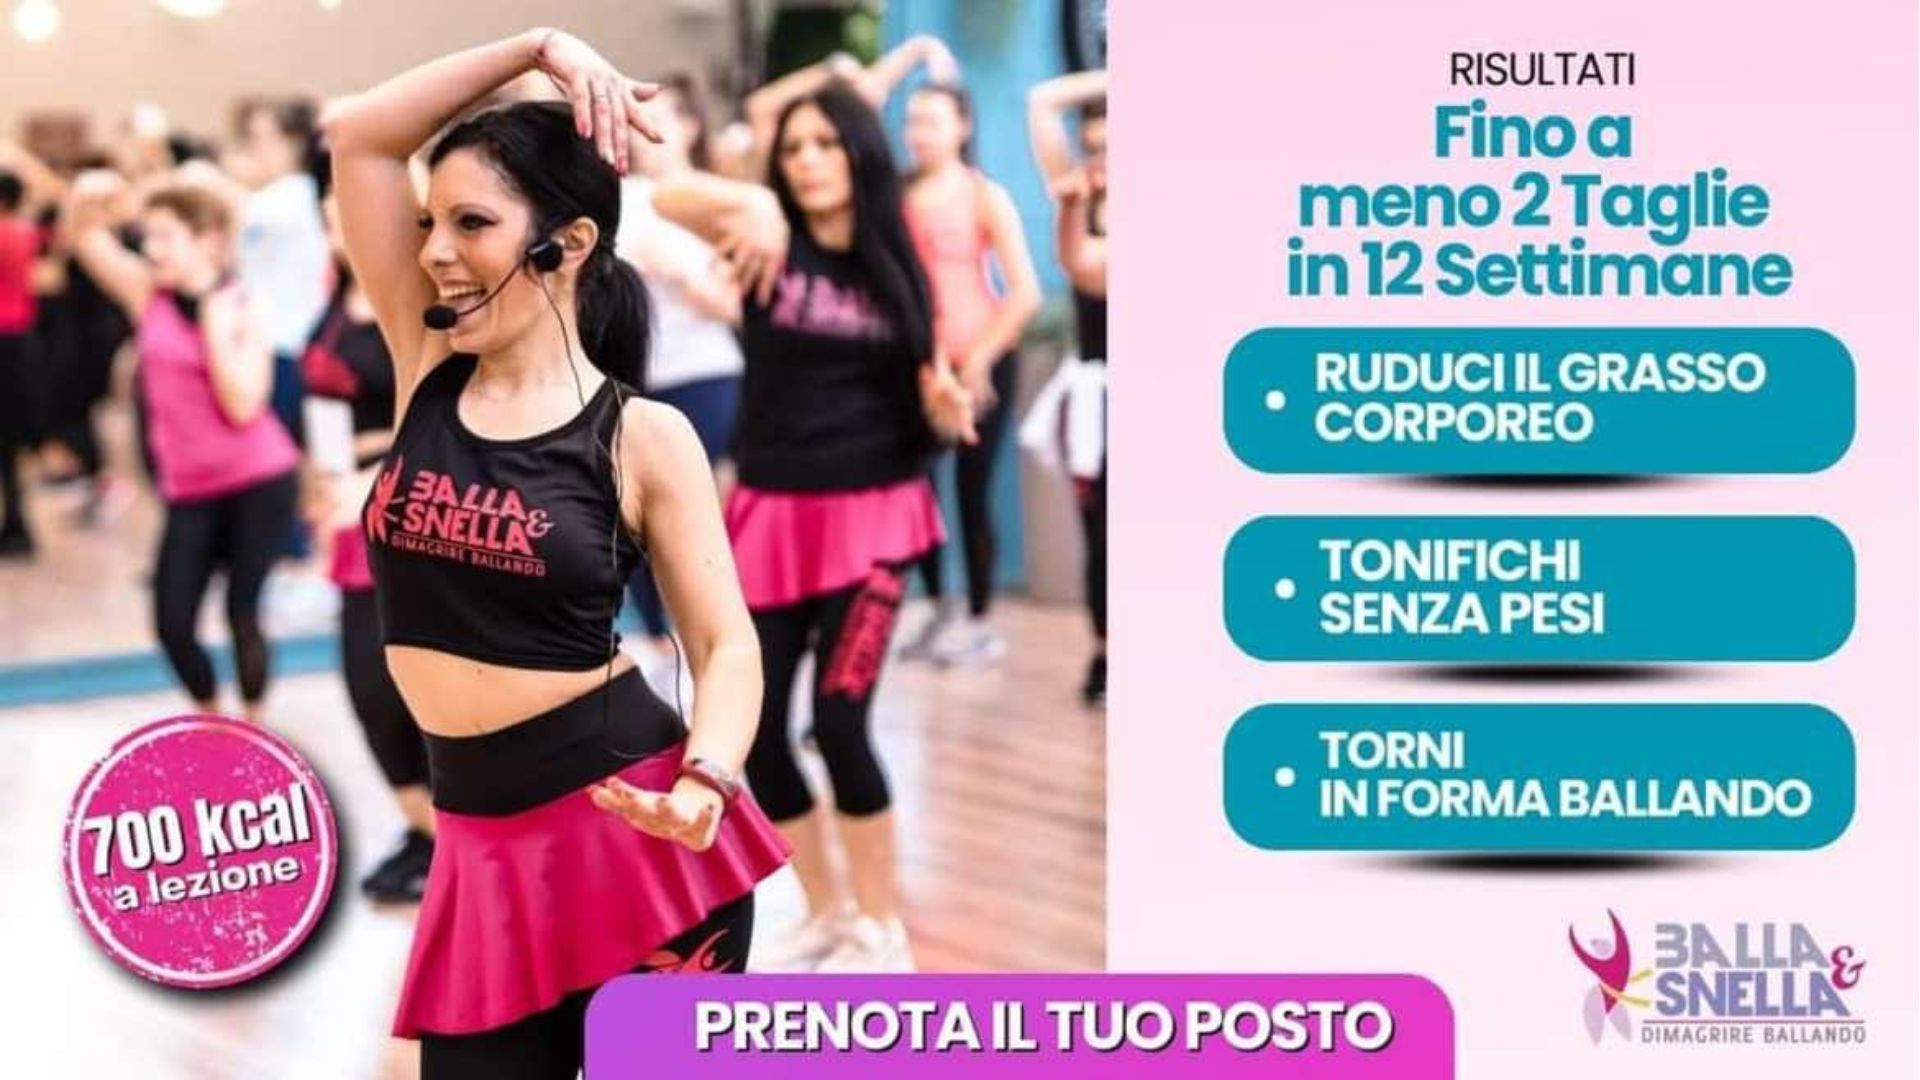 RISULTATI
Fino a
meno 2 Taglie
in 12 Settimane
RUDUCI IL GRASSO
CORPOREO
TONIFICHI
SENZA PESI
TORNI
IN FORMA BALLANDO
BALLA &
SNELLA
DIMAGRIRE BALLANDO
700 kcal
a lezione
PRENOTA IL TUO POSTO
BALLA &
SNELLA
DIMAGRIRE BALLANDO